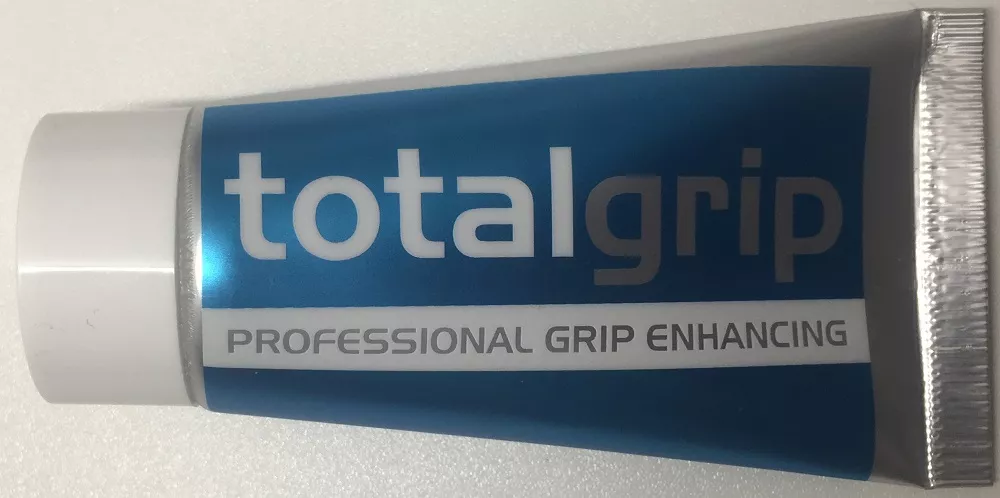 totalgrip
PROFESSIONAL GRIP ENHANCING